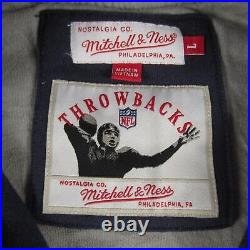 NOSTALGIA CO.
Mitchell & Ness
PHILADELPHIA, PA.
L
MADE IN
VIETNAM
THROWBACKS
NFL
NOSTALGIA CO.
Mitchell & Ness
PHILADELPHIA, PA